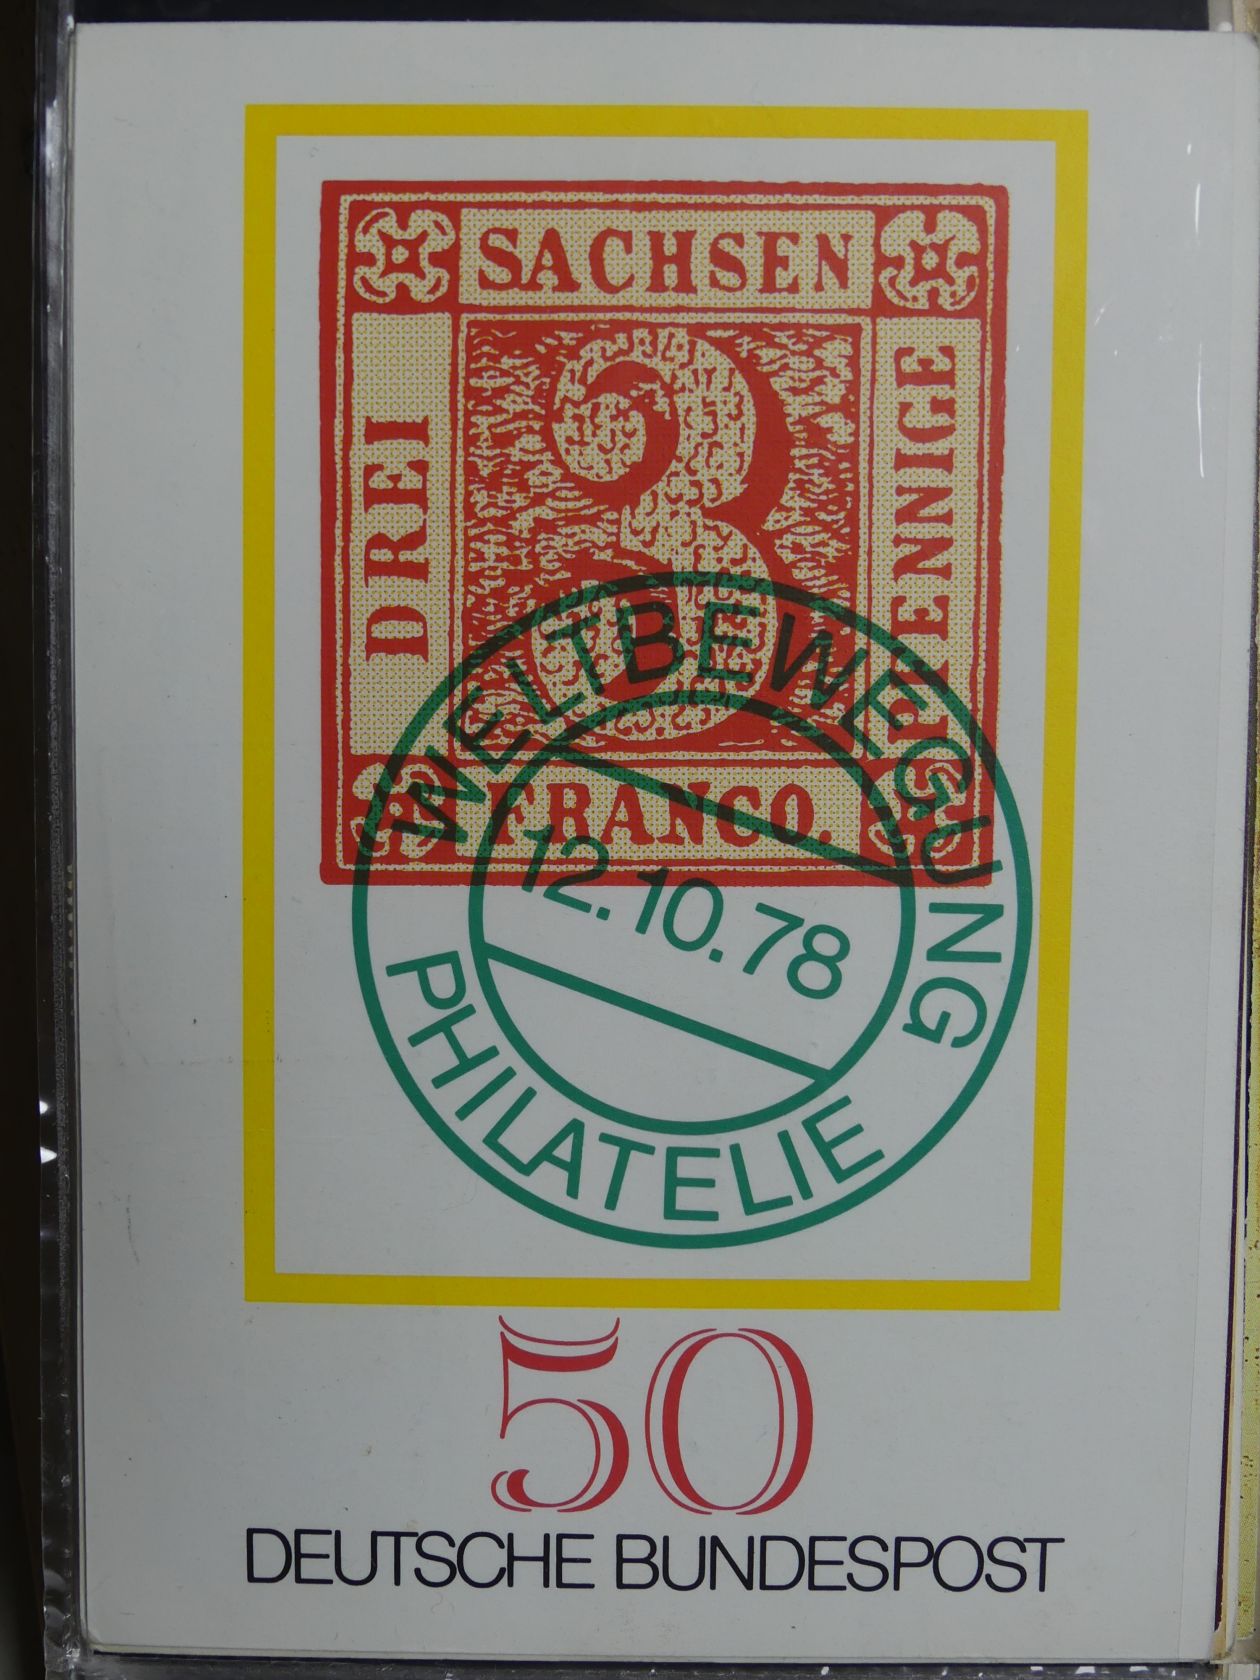 SACHSEN
DREI
3
PFENNIGE
FRANCO.
WELTBEWEGUNG
12.10.78
PHILATELIE
50
DEUTSCHE BUNDESPOST